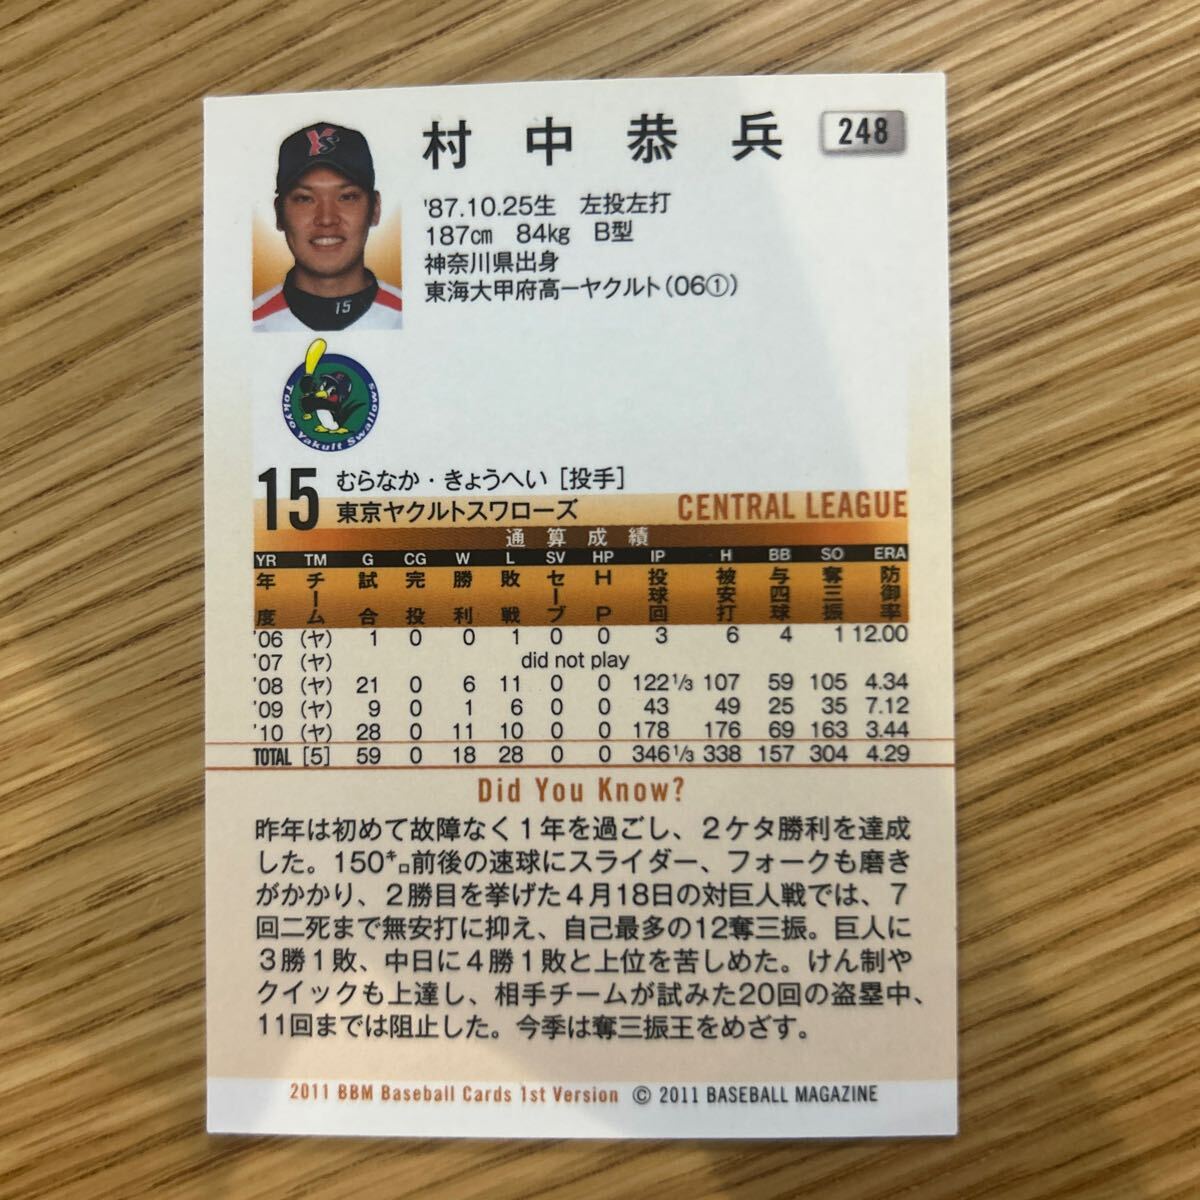 YS
15
村中恭兵
248
'87.10.25生 左投左打
187cm 84kg B型
神奈川県出身
東海大甲府高ーヤクルト(06①)
Tokyo Yakult Swallows
15 むらなか・きょうへい [投手]
東京ヤクルトスワローズ CENTRAL LEAGUE
通算成績
YR TM G CG W L SV HP IP H BB SO ERA
年度 チーム 試合 完投 勝利 敗戦 セーブ HP 投球回 被安打 与四球 奪三振 防御率
'06 (ヤ) 1 0 0 1 0 0 3 6 4 1 12.00
'07 (ヤ) did not play
'08 (ヤ) 21 0 6 11 0 0 122 1/3 107 59 105 4.34
'09 (ヤ) 9 0 1 6 0 0 43 49 25 35 7.12
'10 (ヤ) 28 0 11 10 0 0 178 176 69 163 3.44
TOTAL [5] 59 0 18 28 0 0 346 1/3 338 157 304 4.29
Did You Know?
昨年は初めて故障なく1年を過ごし、2ケタ勝利を達成
した。150㌔前後の速球にスライダー、フォークも磨き
がかかり、2勝目を挙げた4月18日の対巨人戦では、7
回二死まで無安打に抑え、自己最多の12奪三振。巨人に
3勝1敗、中日に4勝1敗と上位を苦しめた。けん制や
クイックも上達し、相手チームが試みた20回の盗塁中、
11回までは阻止した。今季は奪三振王をめざす。
2011 BBM Baseball Cards 1st Version © 2011 BASEBALL MAGAZINE